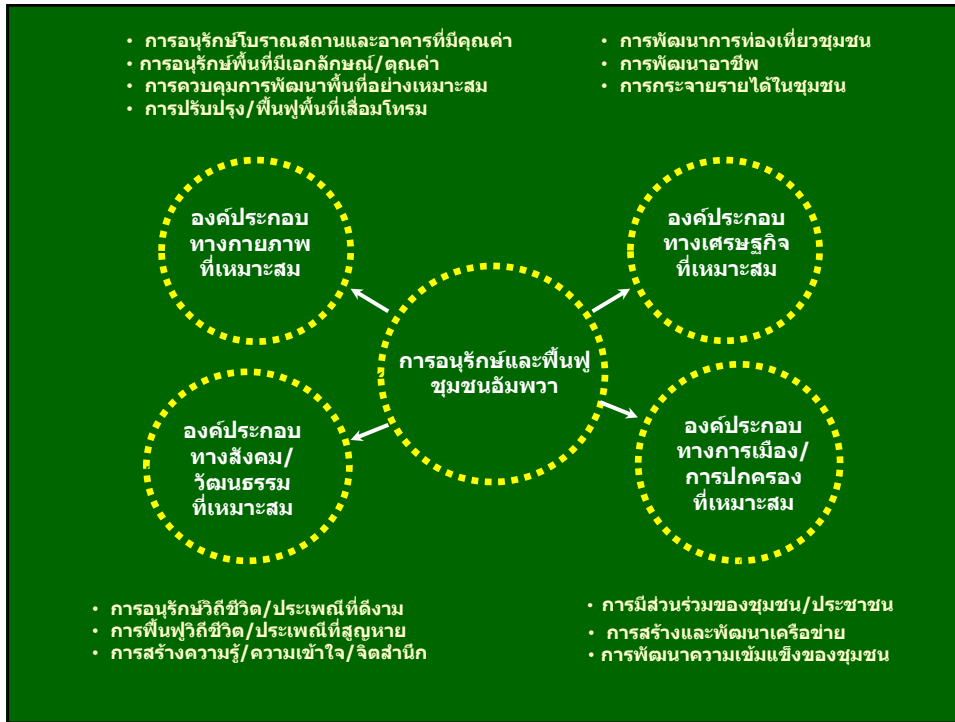 • การอนุรักษ์โบราณสถานและอาคารที่มีคุณค่า
• การอนุรักษ์พื้นที่มีเอกลักษณ์/ตุณค่า
• การควบคุมการพัฒนาพื้นที่อย่างเหมาะสม
• การปรับปรุง/ฟื้นฟูพื้นที่เสื่อมโทรม
• การพัฒนาการท่องเที่ยวชุมชน
• การพัฒนาอาชีพ
• การกระจายรายได้ในชุมชน
องค์ประกอบ
ทางกายภาพ
ที่เหมาะสม
องค์ประกอบ
ทางเศรษฐกิจ
ที่เหมาะสม
การอนุรักษ์และฟื้นฟู
ชุมชนอัมพวา
องค์ประกอบ
ทางสังคม/
วัฒนธรรม
ที่เหมาะสม
องค์ประกอบ
ทางการเมือง/
การปกครอง
ที่เหมาะสม
• การอนุรักษ์วิถีชีวิต/ประเพณีที่ดีงาม
• การฟื้นฟูวิถีชีวิต/ประเพณีที่สูญหาย
• การสร้างความรู้/ความเข้าใจ/จิตสำนึก
• การมีส่วนร่วมของชุมชน/ประชาชน
• การสร้างและพัฒนาเครือข่าย
• การพัฒนาความเข้มแข็งของชุมชน